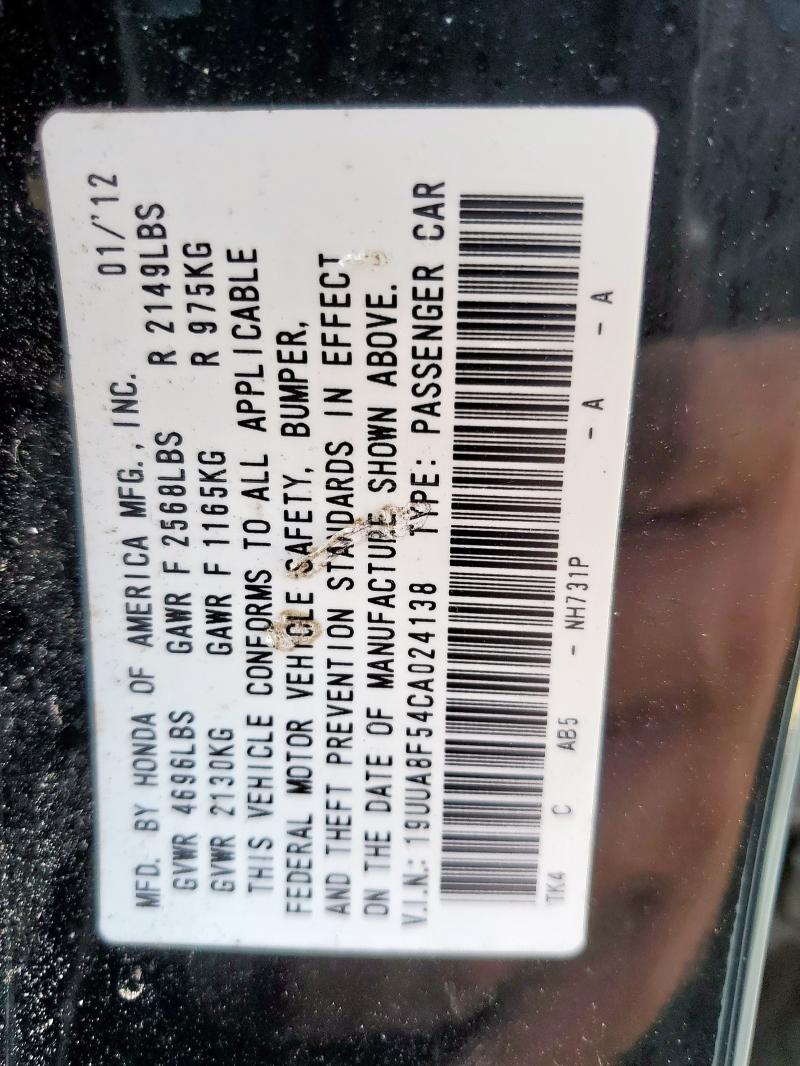 MFD. BY HONDA OF AMERICA MFG., INC. 01/'12
GVWR 4696LBS GAWR F 2568LBS R 2149LBS
GVWR 2130KG GAWR F 1165KG R 975KG
THIS VEHICLE CONFORMS TO ALL APPLICABLE
FEDERAL MOTOR VEHICLE SAFETY, BUMPER,
AND THEFT PREVENTION STANDARDS IN EFFECT
ON THE DATE OF MANUFACTURE SHOWN ABOVE.
V.I.N.: 19UUA8F54CA024138 TYPE: PASSENGER CAR
TK4 C AB5 - NH731P - A - A